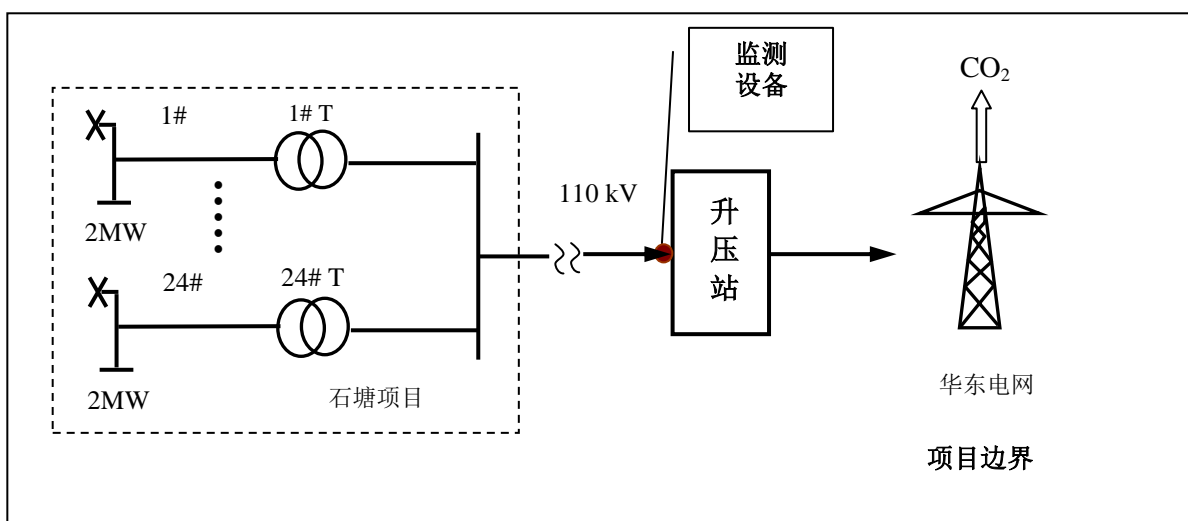 监测
设备
CO₂
1#
1# T
2MW
110 kV
升
压
站
24#
24# T
2MW
石塘项目
华东电网
项目边界